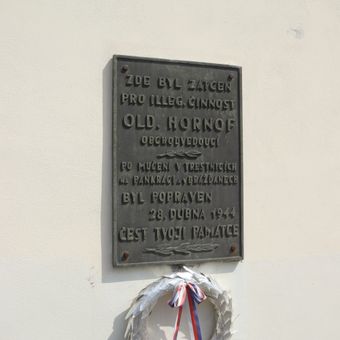 ZDE BYL ZATČEN
PRO ILLEG. ČINNOST
OLD. HORNOF
OBCHODVEDOUCÍ
PO MUČENÍ V TRESTNICÍCH
NA PANKRÁCI A V DRÁŽĎANECH
BYL POPRAVEN
28. DUBNA 1944
ČEST TVOJÍ PAMÁTCE